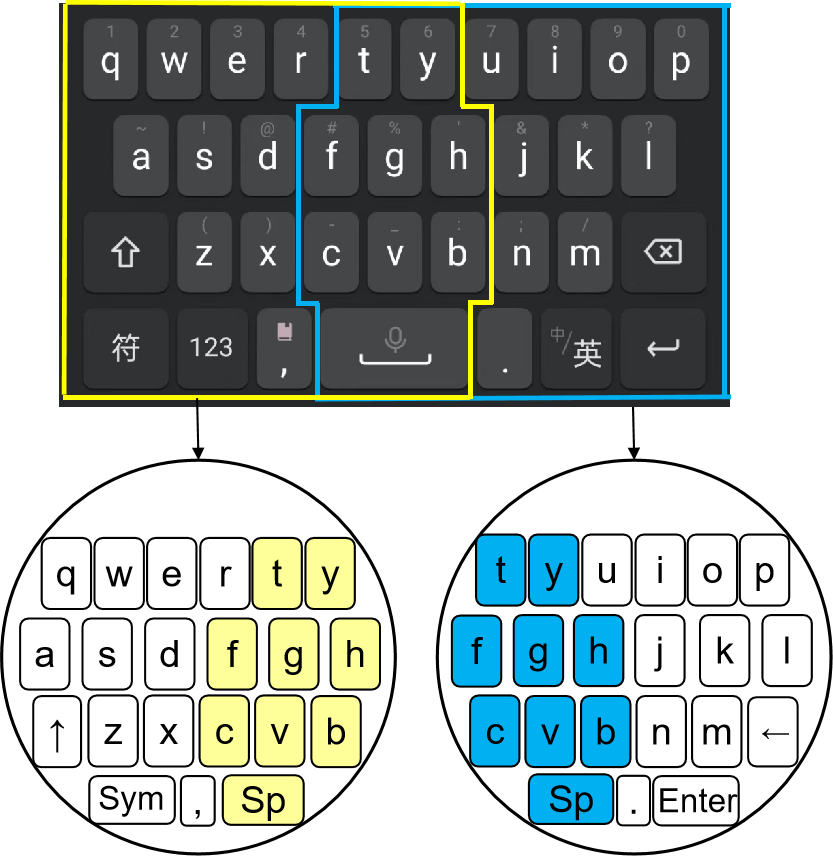 1 2 3 4 5 6 7 8 9 0
q w e r t y u i o p
~ ! @ # % ' & * ?
a s d f g h j k l
( ) - _ : ; /
⇧ z x c v b n m ⌫
符 123 , . 中/英 ↵
q w e r t y
a s d f g h
↑ z x c v b
Sym , Sp
t y u i o p
f g h j k l
c v b n m ←
Sp . Enter